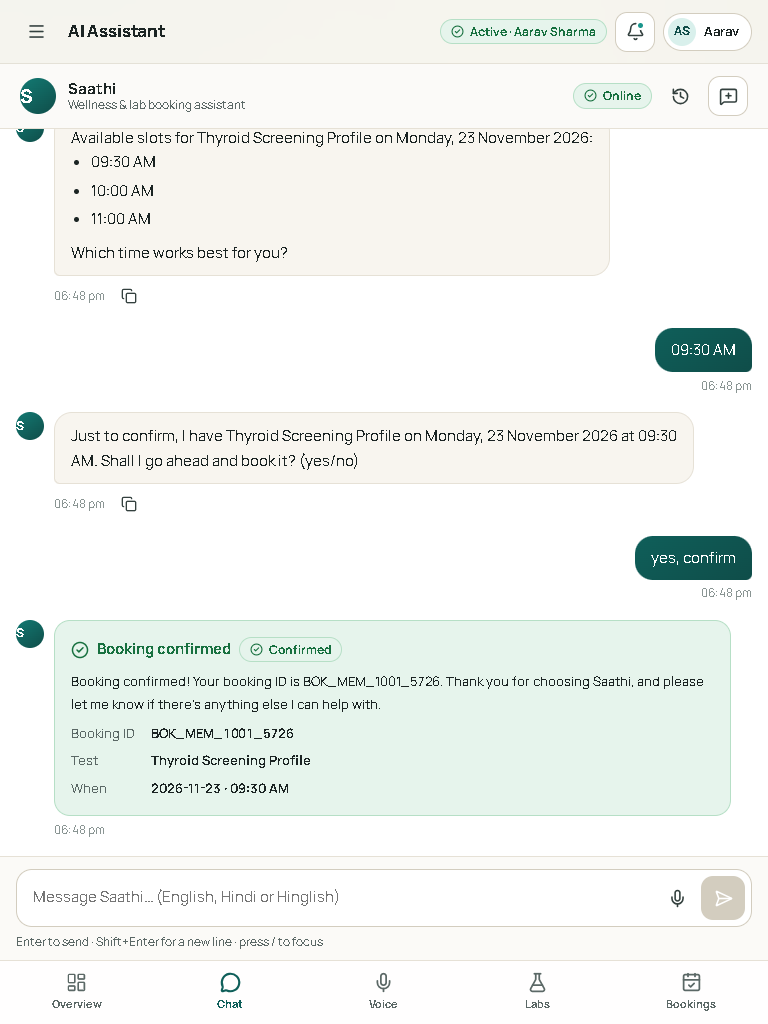 AI Assistant
Active · Aarav Sharma
AS
Aarav
S
Saathi
Wellness & lab booking assistant
Online
S
Available slots for Thyroid Screening Profile on Monday, 23 November 2026:
• 09:30 AM
• 10:00 AM
• 11:00 AM
Which time works best for you?
06:48 pm
09:30 AM
06:48 pm
S
Just to confirm, I have Thyroid Screening Profile on Monday, 23 November 2026 at 09:30
AM. Shall I go ahead and book it? (yes/no)
06:48 pm
yes, confirm
06:48 pm
S
Booking confirmed
Confirmed
Booking confirmed! Your booking ID is BOK_MEM_1001_5726. Thank you for choosing Saathi, and please
let me know if there's anything else I can help with.
Booking ID BOK_MEM_1001_5726
Test Thyroid Screening Profile
When 2026-11-23 · 09:30 AM
06:48 pm
Message Saathi... (English, Hindi or Hinglish)
Enter to send · Shift+Enter for a new line · press / to focus
Overview
Chat
Voice
Labs
Bookings